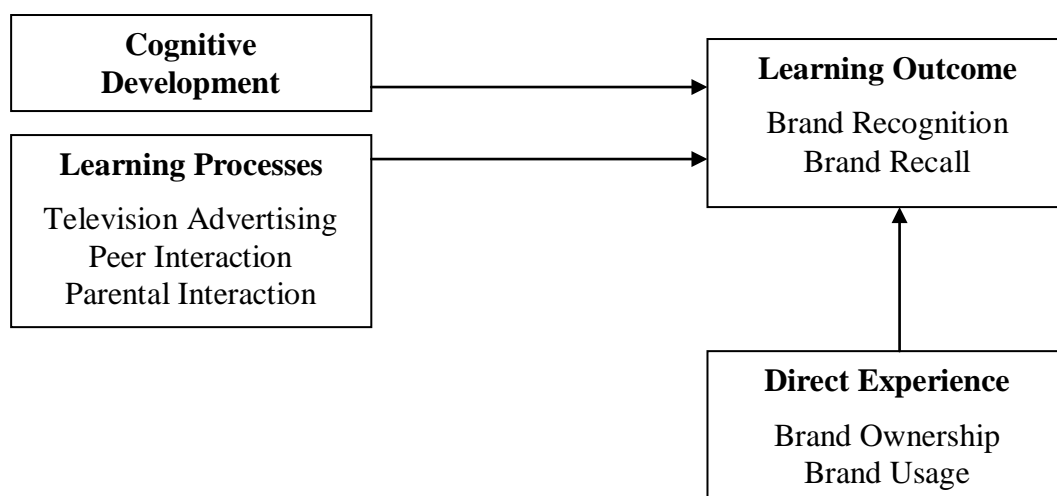 Cognitive
Development
Learning Processes
Television Advertising
Peer Interaction
Parental Interaction
Learning Outcome
Brand Recognition
Brand Recall
Direct Experience
Brand Ownership
Brand Usage